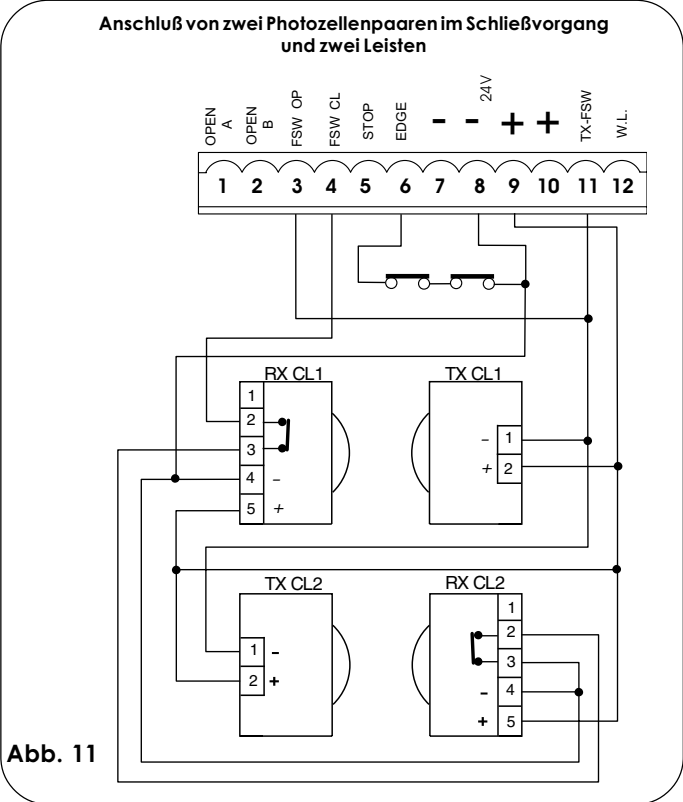 Anschluß von zwei Photozellenpaaren im Schließvorgang
und zwei Leisten
OPEN A
OPEN B
FSW OP
FSW CL
STOP
EDGE
-
-
24V
+
+
TX-FSW
W.L.
1 2 3 4 5 6 7 8 9 10 11 12
RX CL1
1
2
3
4 -
5 +
TX CL1
- 1
+ 2
TX CL2
1 -
2 +
RX CL2
1
2
3
- 4
+ 5
Abb. 11